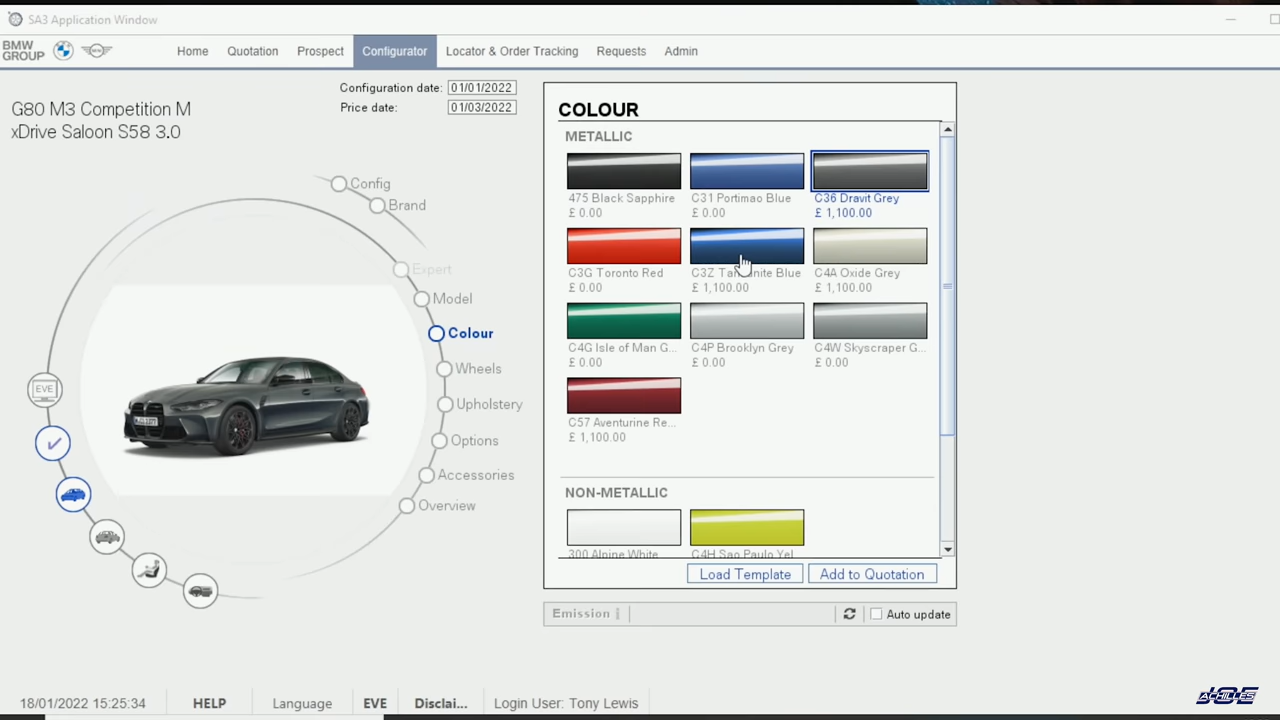 SA3 Application Window
BMW GROUP
Home Quotation Prospect Configurator Locator & Order Tracking Requests Admin
G80 M3 Competition M
xDrive Saloon S58 3.0
Configuration date: 01/01/2022
Price date: 01/03/2022
Config
Brand
Expert
Model
Colour
Wheels
Upholstery
Options
Accessories
Overview
EVE
COLOUR
METALLIC
475 Black Sapphire C31 Portimao Blue C36 Dravit Grey
£ 0.00 £ 0.00 £ 1,100.00
C3G Toronto Red C3Z Blue C4A Oxide Grey
£ 0.00 £ 1,100.00 £ 1,100.00
C4G Isle of Man G... C4P Brooklyn Grey C4W Skyscraper G...
£ 0.00 £ 0.00 £ 0.00
C57 Aventurine Re...
£ 1,100.00
NON-METALLIC
300 Alpine White C4H Sao Paulo Yel
Load Template Add to Quotation
Emission Auto update
18/01/2022 15:25:34 HELP Language EVE Disclai... Login User: Tony Lewis
JOE
ACHILLES